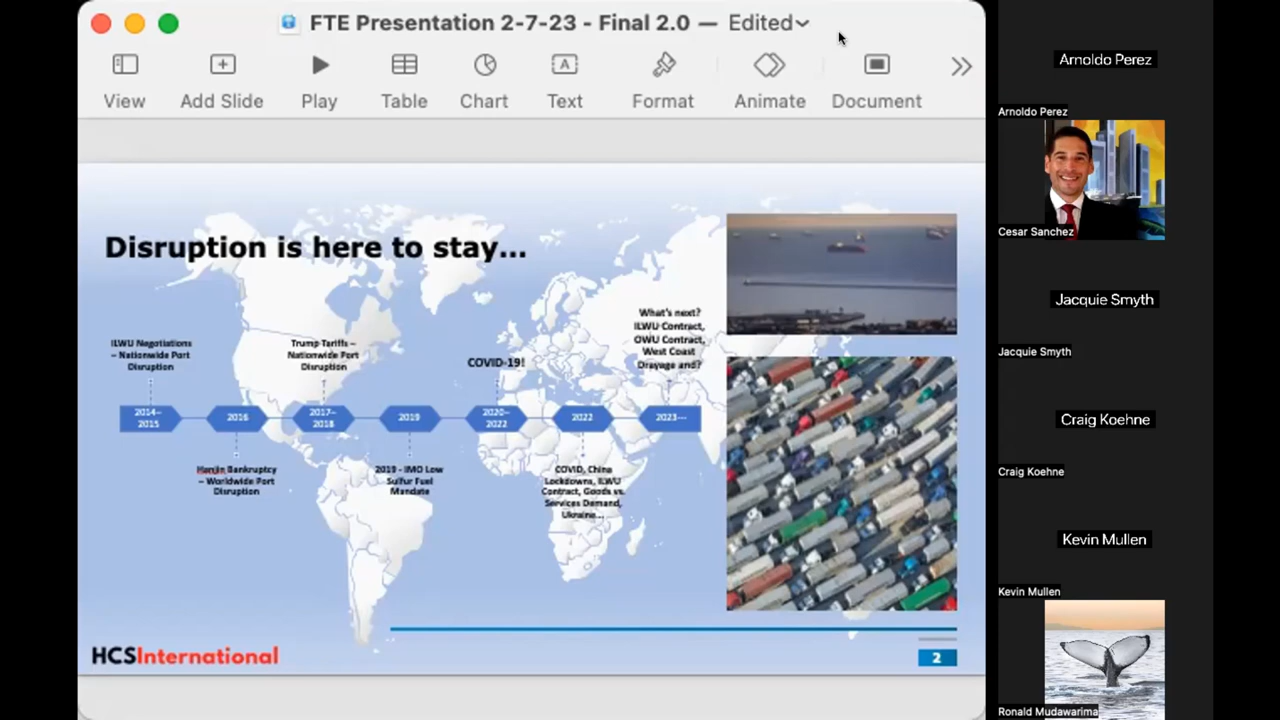 FTE Presentation 2-7-23 - Final 2.0 — Edited
View
Add Slide
Play
Table
Chart
Text
Format
Animate
Document
Disruption is here to stay...
ILWU Negotiations
– Nationwide Port
Disruption
Trump Tariffs –
Nationwide Port
Disruption
COVID-19!
What's next?
ILWU Contract,
OWU Contract,
West Coast
Drayage and?
2014–
2015
2016
2017–
2018
2019
2020–
2022
2022
2023---
Hanjin Bankruptcy
– Worldwide Port
Disruption
2019 - IMO Low
Sulfur Fuel
Mandate
COVID, China
Lockdowns, ILWU
Contract, Goods vs.
Services Demand,
Ukraine...
HCSInternational
2
Arnoldo Perez
Arnoldo Perez
Cesar Sanchez
Jacquie Smyth
Jacquie Smyth
Craig Koehne
Craig Koehne
Kevin Mullen
Kevin Mullen
Ronald Mudawarima